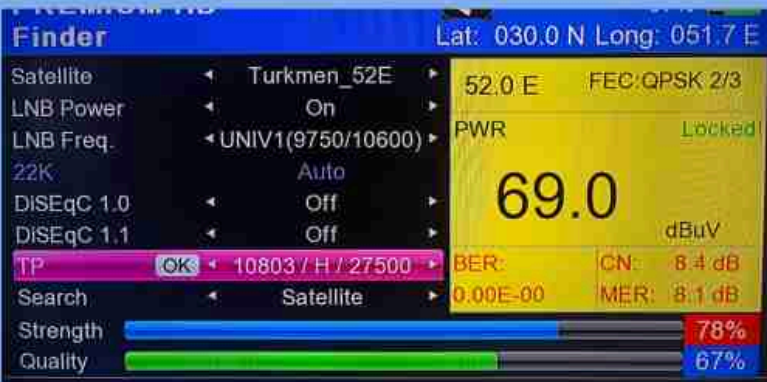 Finder
Lat: 030.0 N Long: 051.7 E
Satellite Turkmen_52E
LNB Power On
LNB Freq. UNIV1(9750/10600)
22K Auto
DiSEqC 1.0 Off
DiSEqC 1.1 Off
TP OK 10803 / H / 27500
Search Satellite
52.0 E FEC:QPSK 2/3
PWR Locked
69.0
dBuV
BER: CN: 8.4 dB
0.00E-00 MER: 8.1 dB
Strength 78%
Quality 67%